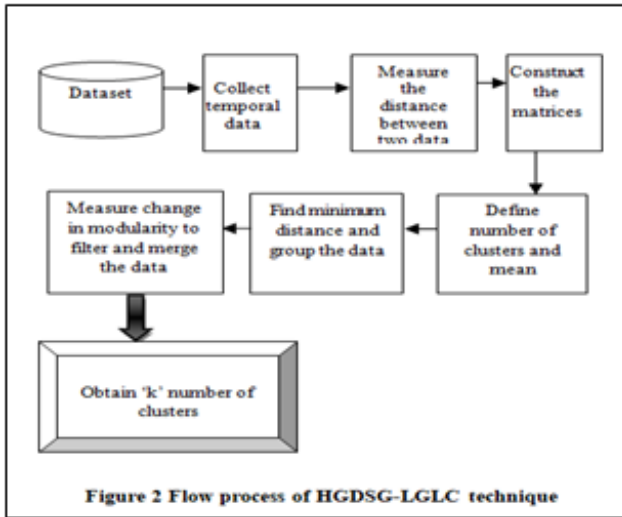 Dataset
Collect
temporal
data
Measure
the
distance
between
two data
Construct
the
matrices
Measure change
in modularity to
filter and merge
the data
Find minimum
distance and
group the data
Define
number of
clusters and
mean
Obtain ‘k’ number of
clusters
Figure 2 Flow process of HGDSG-LGLC technique